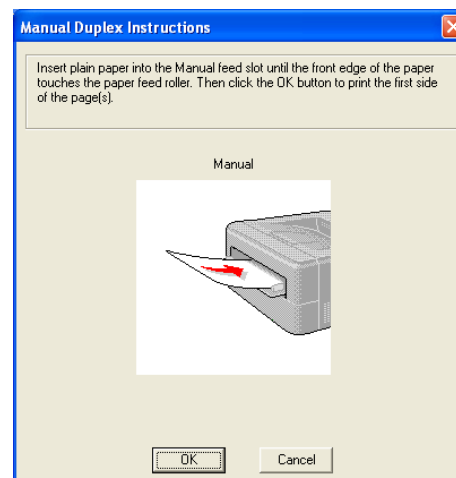 Manual Duplex Instructions
Insert plain paper into the Manual feed slot until the front edge of the paper
touches the paper feed roller. Then click the OK button to print the first side
of the page(s).
Manual
OK
Cancel